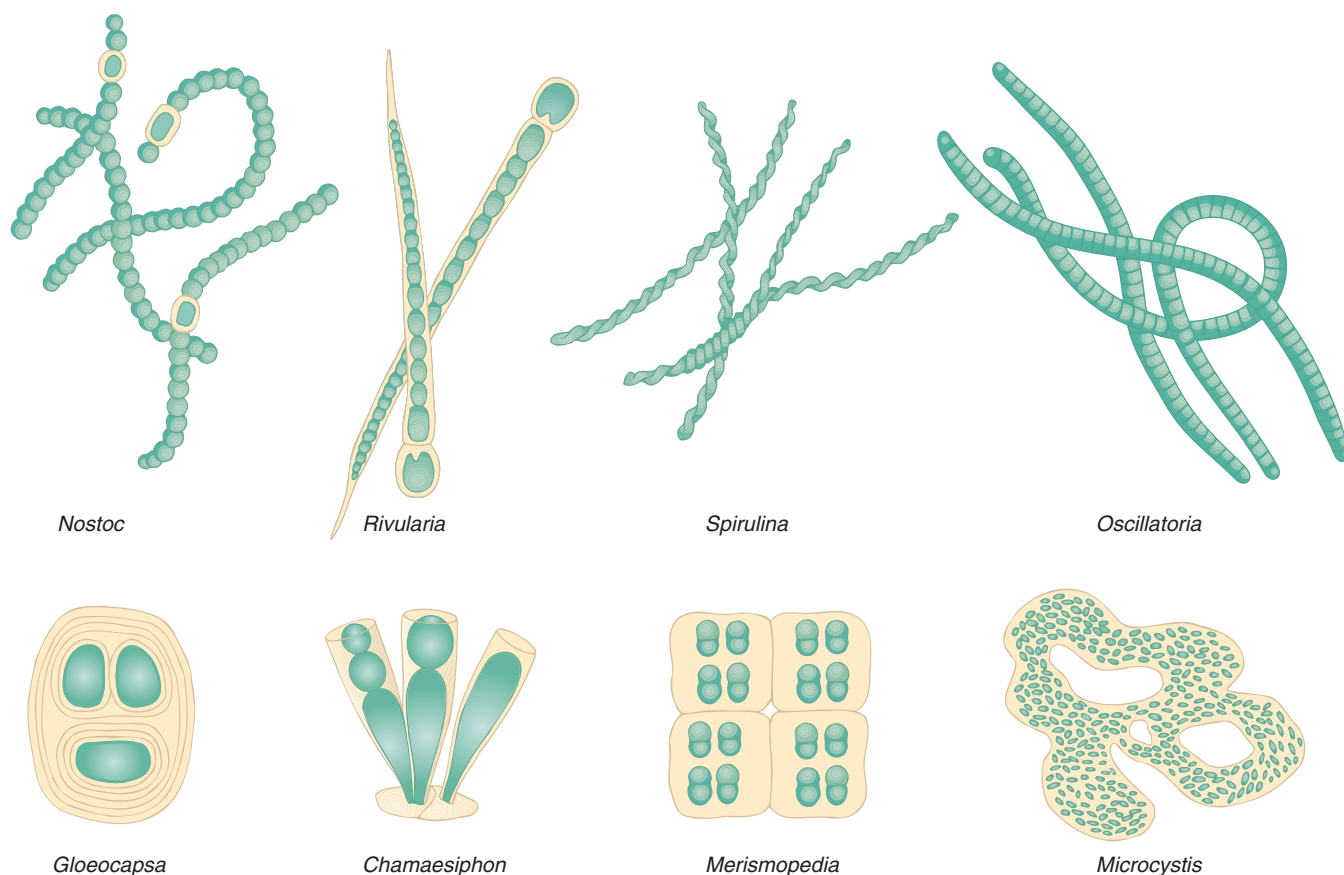 Nostoc
Rivularia
Spirulina
Oscillatoria
Gloeocapsa
Chamaesiphon
Merismopedia
Microcystis